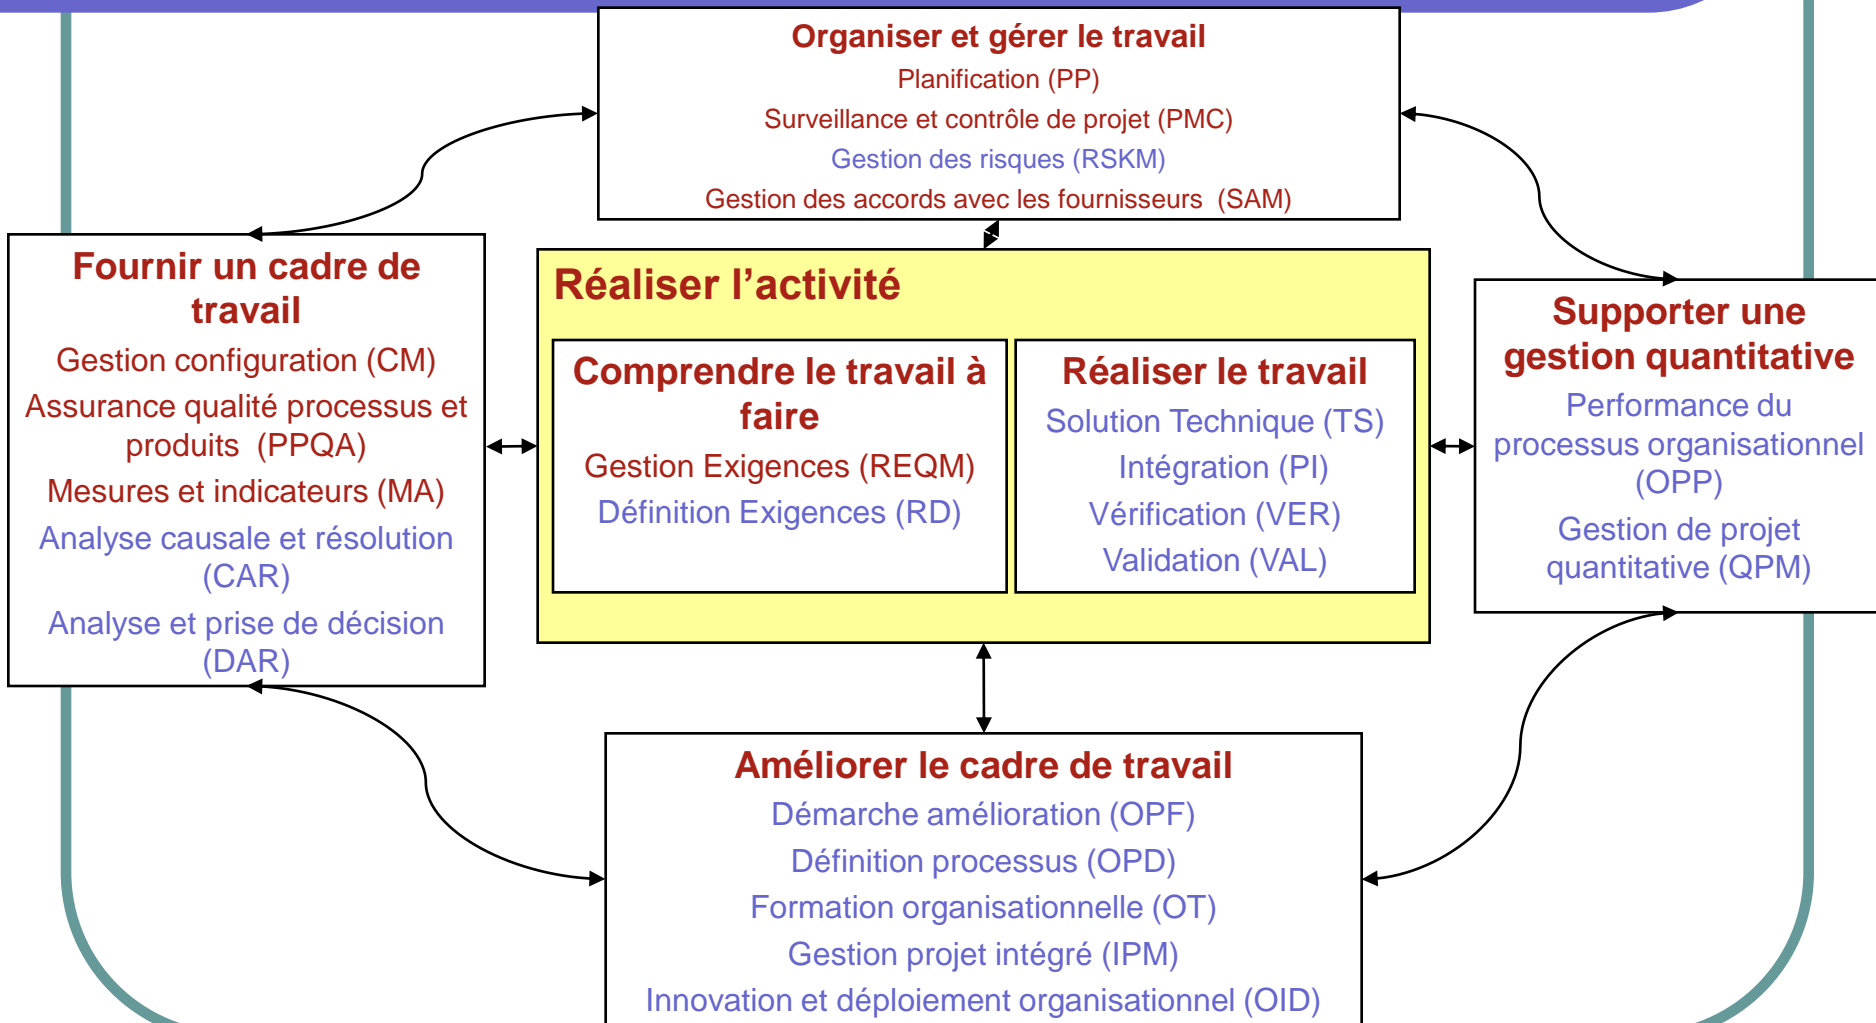 Organiser et gérer le travail
Planification (PP)
Surveillance et contrôle de projet (PMC)
Gestion des risques (RSKM)
Gestion des accords avec les fournisseurs  (SAM)
Fournir un cadre de
travail
Gestion configuration (CM)
Assurance qualité processus et
produits  (PPQA)
Mesures et indicateurs (MA)
Analyse causale et résolution
(CAR)
Analyse et prise de décision
(DAR)
Réaliser l’activité
Comprendre le travail à
faire
Gestion Exigences (REQM)
Définition Exigences (RD)
Réaliser le travail
Solution Technique (TS)
Intégration (PI)
Vérification (VER)
Validation (VAL)
Supporter une
gestion quantitative
Performance du
processus organisationnel
(OPP)
Gestion de projet
quantitative (QPM)
Améliorer le cadre de travail
Démarche amélioration (OPF)
Définition processus (OPD)
Formation organisationnelle (OT)
Gestion projet intégré (IPM)
Innovation et déploiement organisationnel (OID)